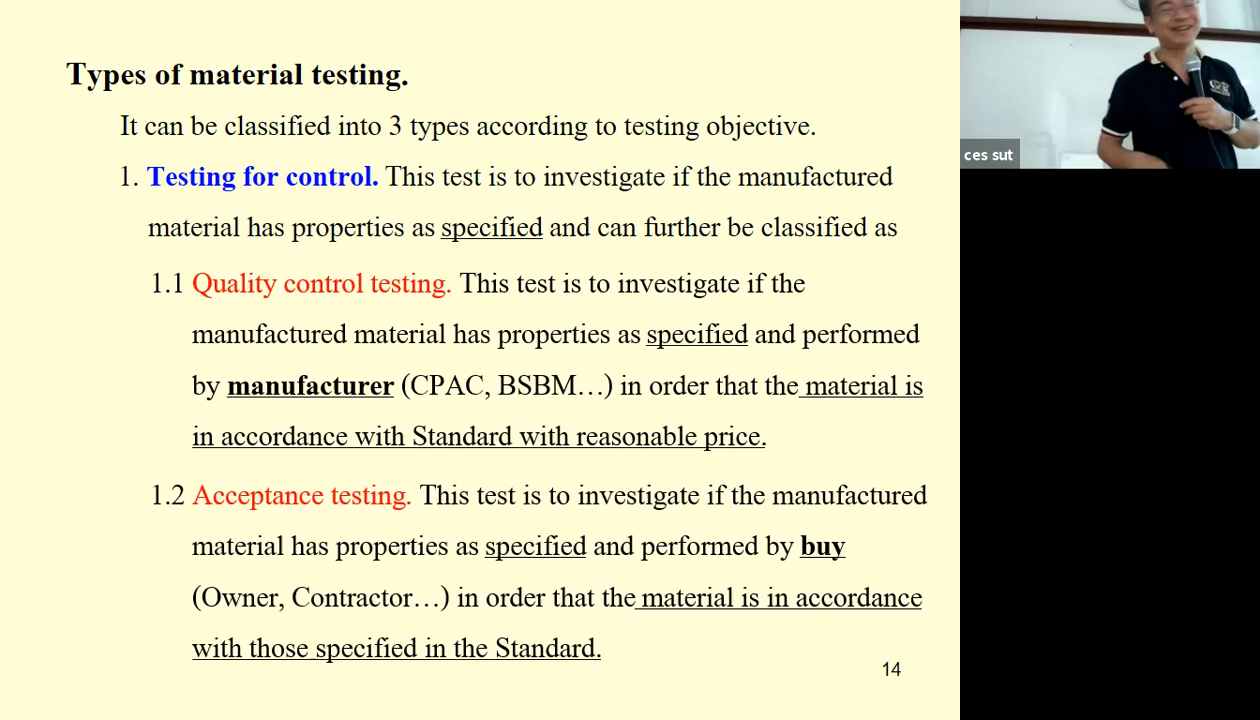 Types of material testing.
It can be classified into 3 types according to testing objective.
1. Testing for control. This test is to investigate if the manufactured
material has properties as specified and can further be classified as
1.1 Quality control testing. This test is to investigate if the
manufactured material has properties as specified and performed
by manufacturer (CPAC, BSBM…) in order that the material is
in accordance with Standard with reasonable price.
1.2 Acceptance testing. This test is to investigate if the manufactured
material has properties as specified and performed by buy
(Owner, Contractor…) in order that the material is in accordance
with those specified in the Standard.
14
ces sut